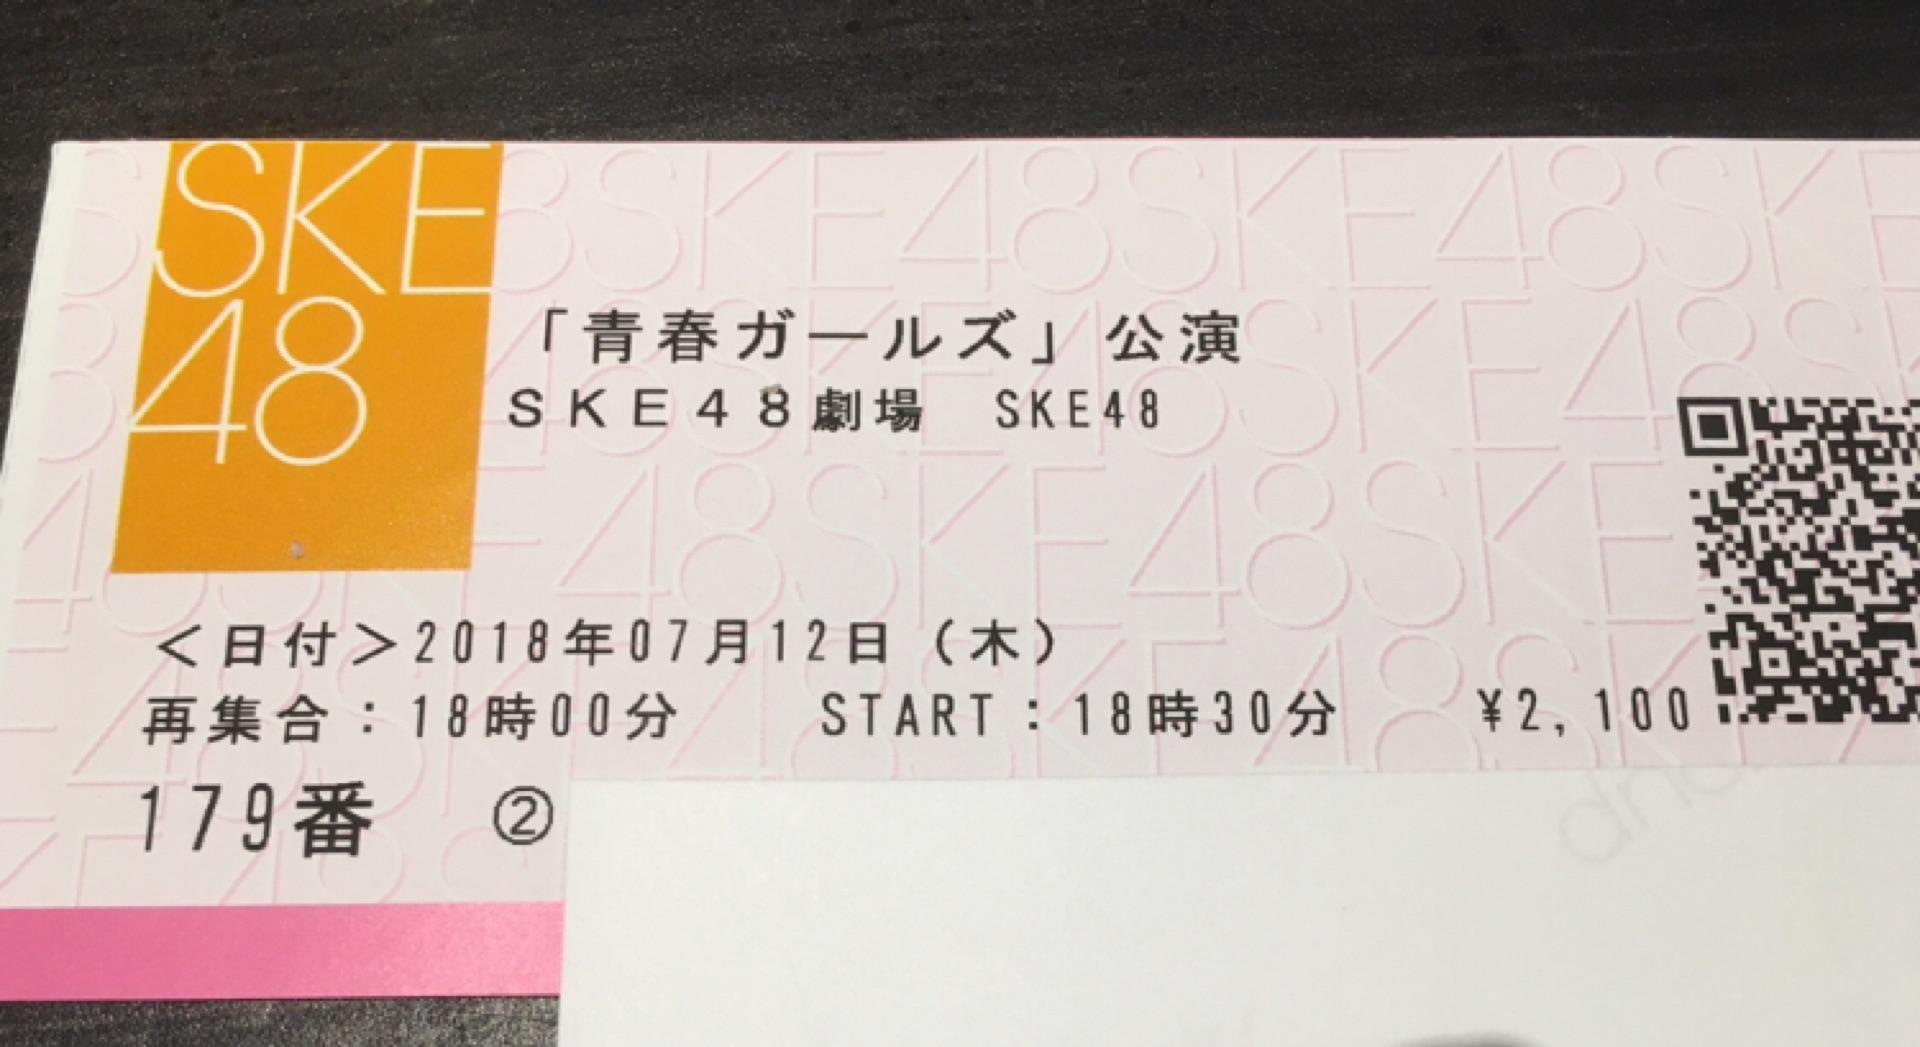 SKE
48
「青春ガールズ」公演
ＳＫＥ４８劇場　SKE48
＜日付＞2018年07月12日（木）
再集合：18時00分　START：18時30分　¥2,100
179番　②